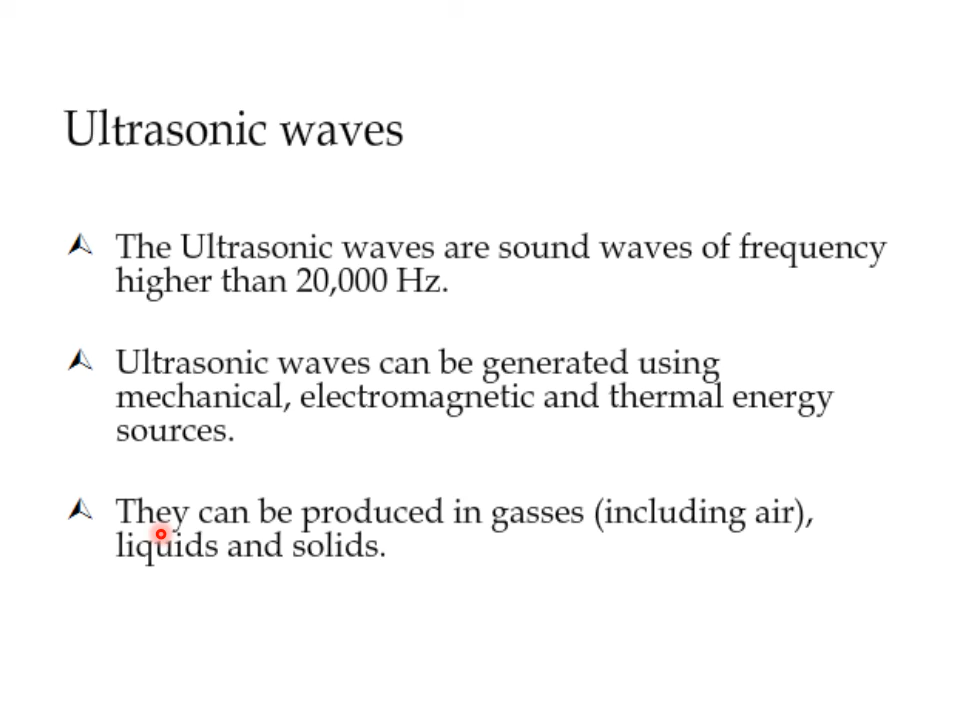 Ultrasonic waves
The Ultrasonic waves are sound waves of frequency
higher than 20,000 Hz.
Ultrasonic waves can be generated using
mechanical, electromagnetic and thermal energy
sources.
They can be produced in gasses (including air),
liquids and solids.